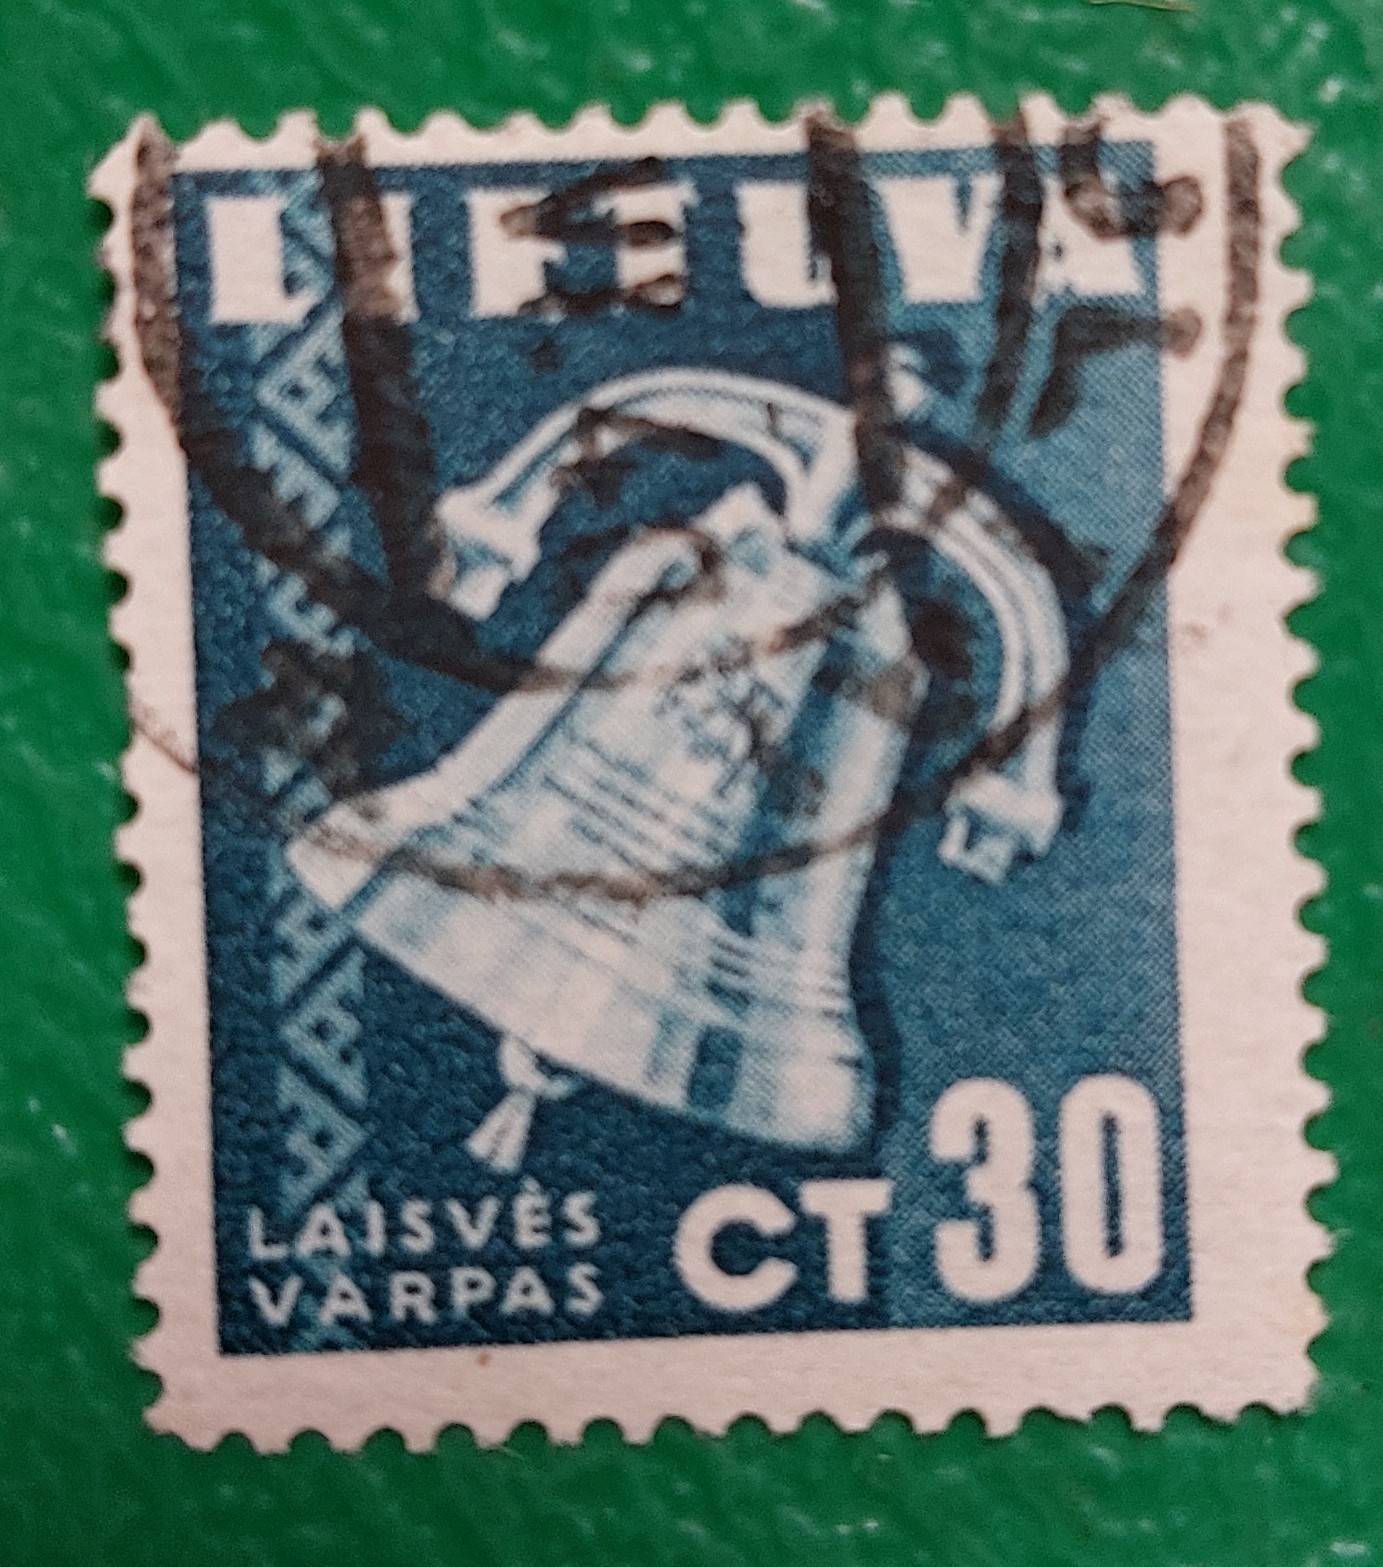 LIETUVA
LAISVĖS
VARPAS
CT 30